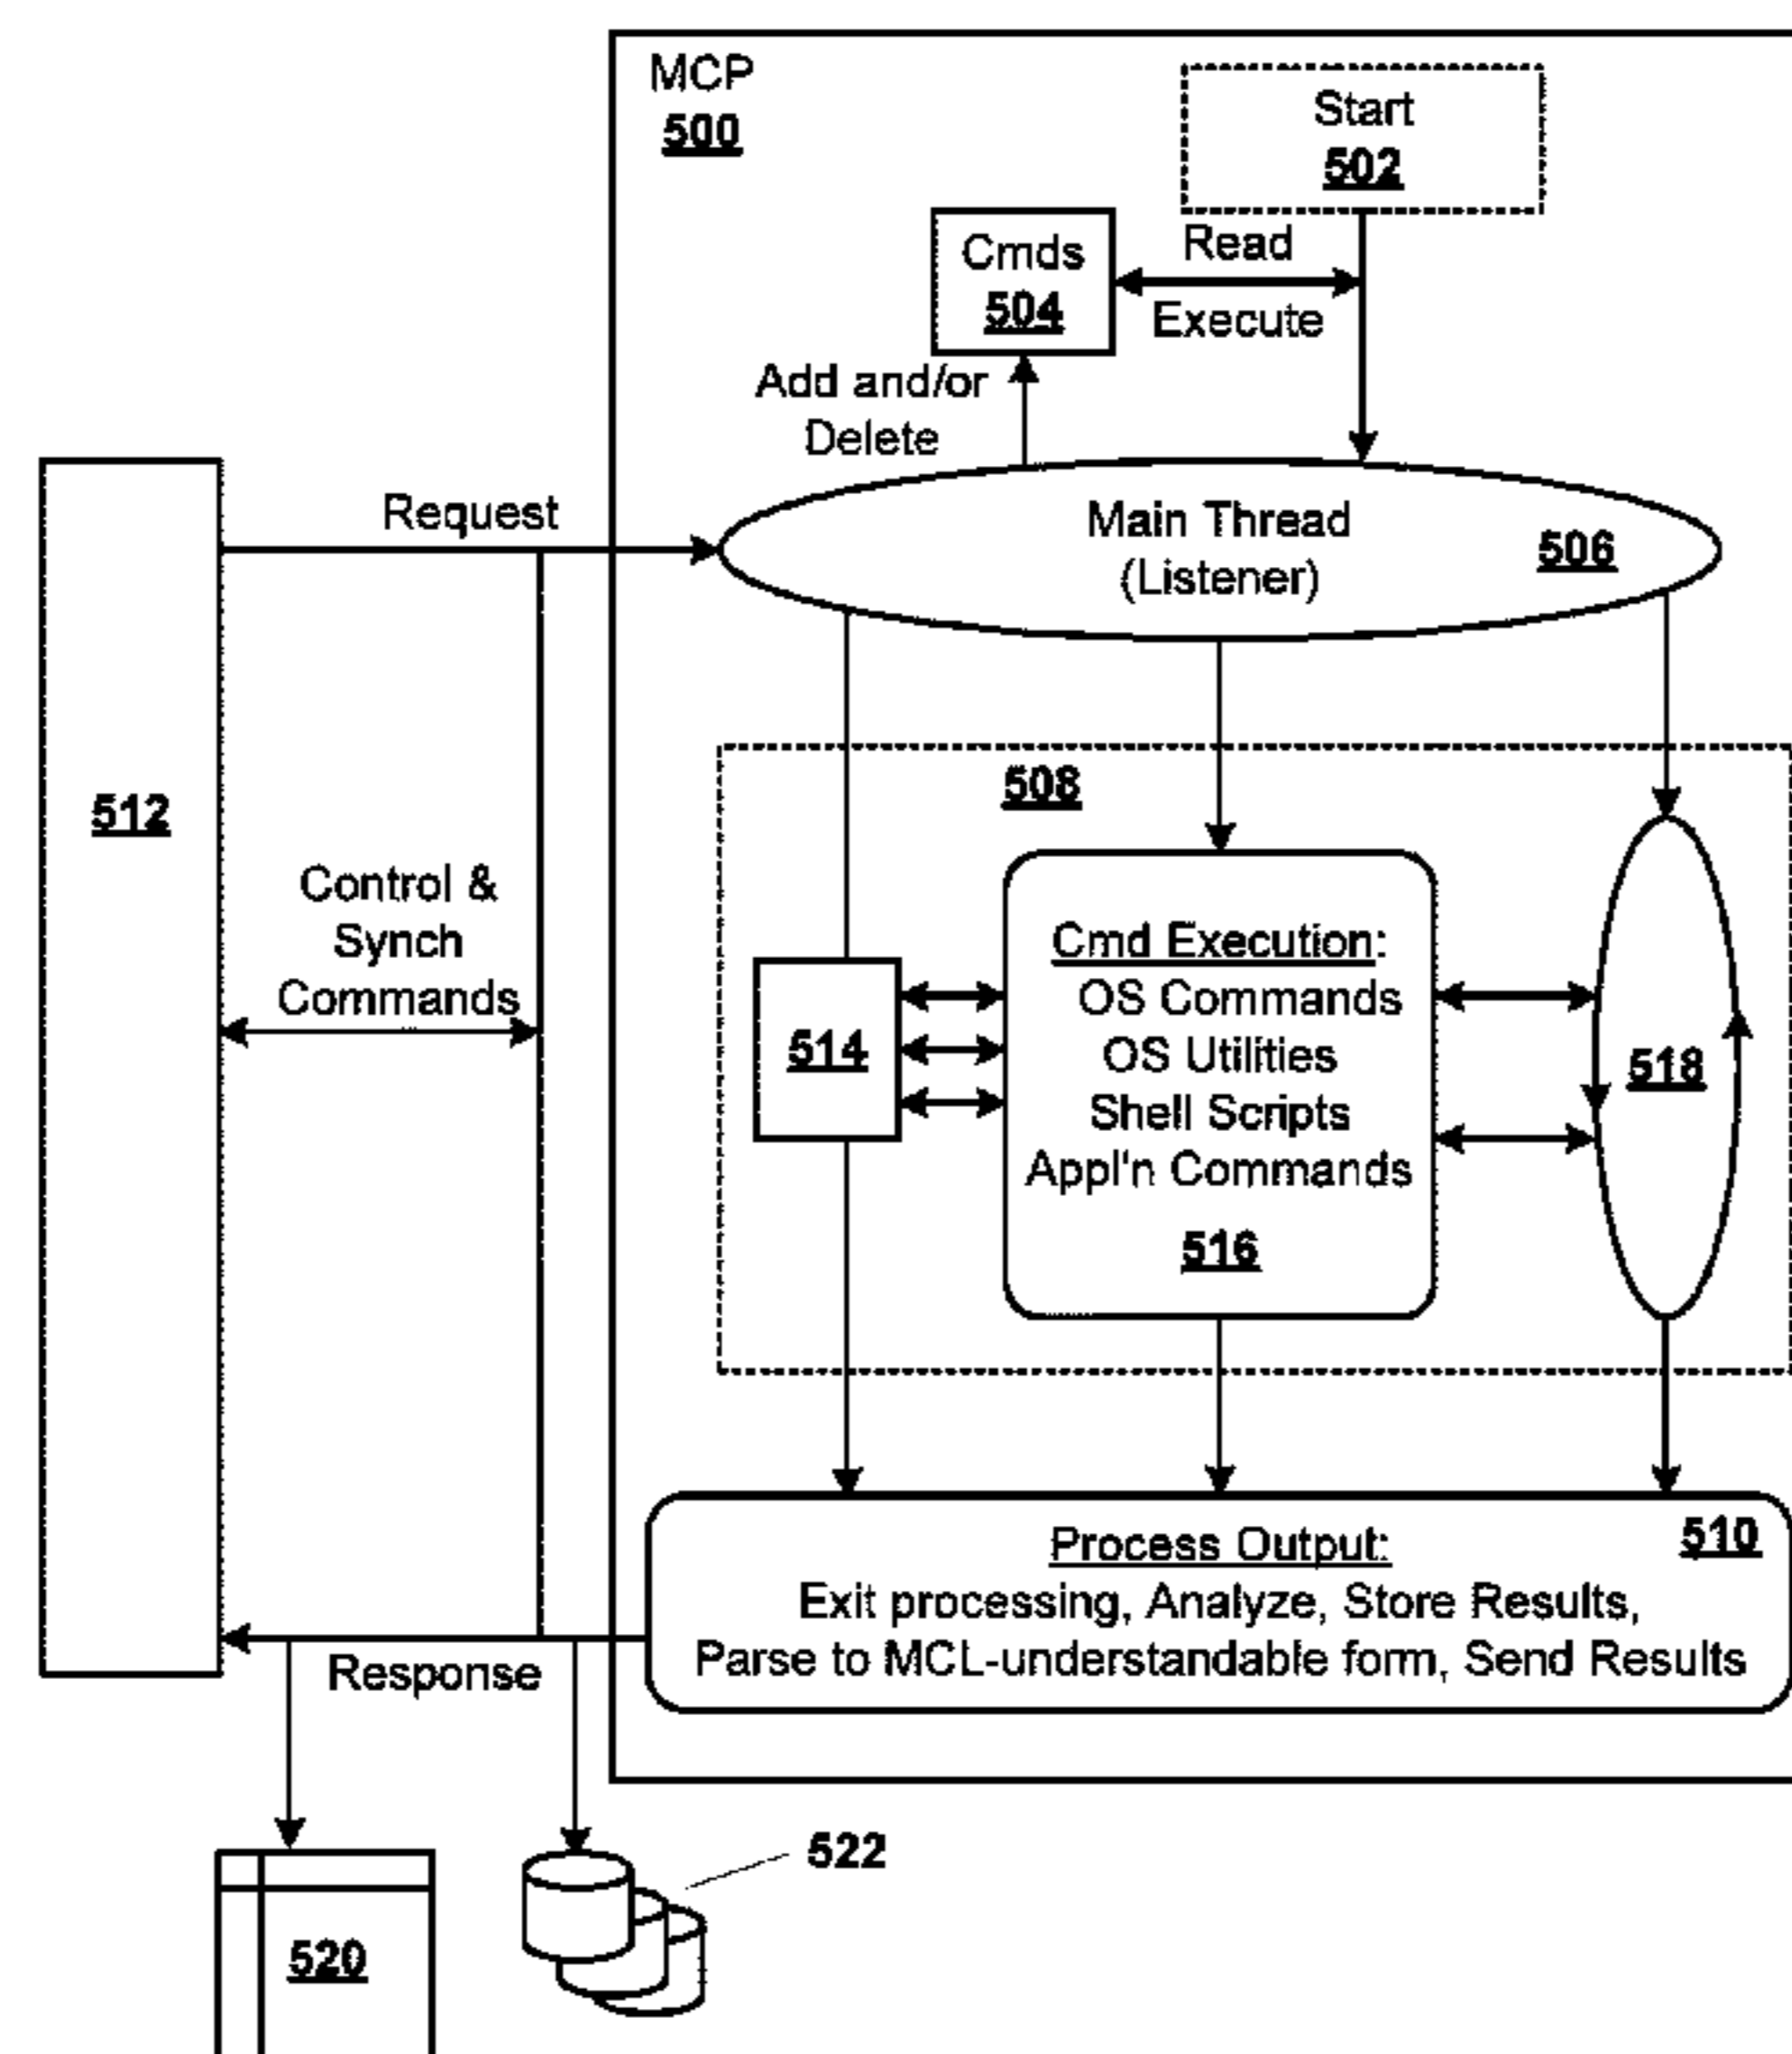 MCP
500
Start
502
Cmds
504
Read
Execute
Add and/or
Delete
Request
Main Thread
(Listener)
506
512
508
Control &
Synch
Commands
Cmd Execution:
OS Commands
OS Utilities
Shell Scripts
Appl'n Commands
514
516
518
510
Process Output:
Exit processing, Analyze, Store Results,
Parse to MCL-understandable form, Send Results
Response
522
520